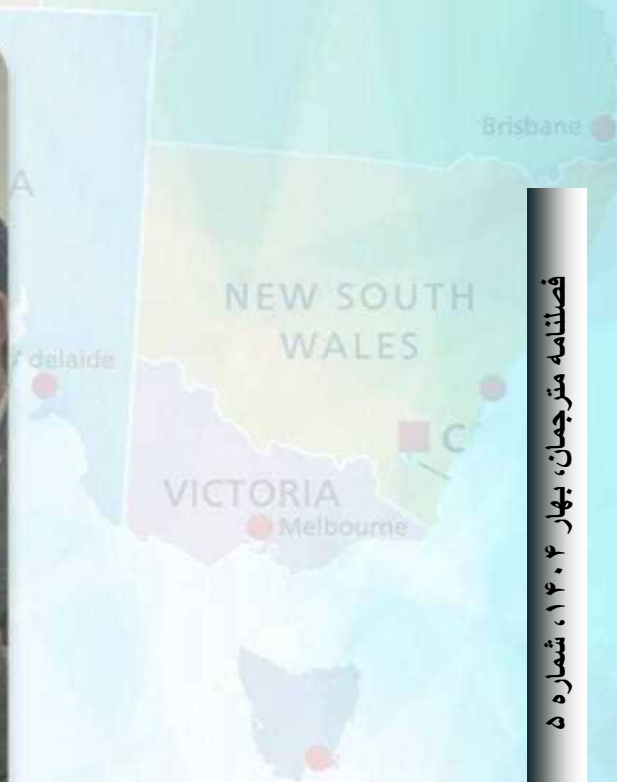 Brisbane
A
NEW SOUTH
WALES
delaide
C
VICTORIA
Melbourne
فصلنامه مترجمان، بهار ۱۴۰۴، شماره ۵